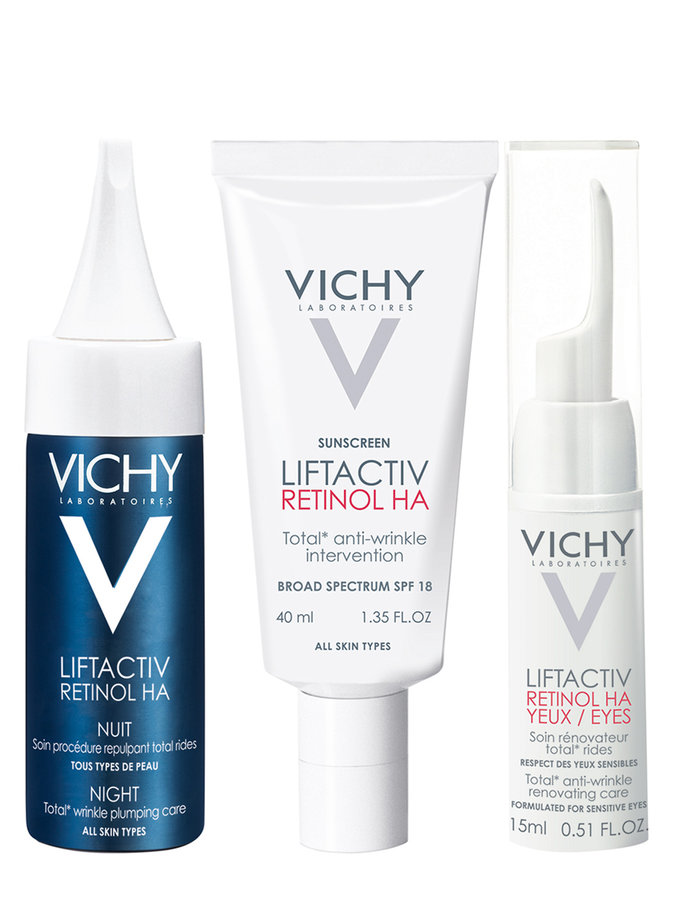 VICHY
LABORATOIRES
LIFTACTIV
RETINOL HA
NUIT
Soin procédure repulpant total rides
TOUS TYPES DE PEAU
NIGHT
Total* wrinkle plumping care
ALL SKIN TYPES
VICHY
LABORATOIRES
SUNSCREEN
LIFTACTIV
RETINOL HA
Total* anti-wrinkle
intervention
BROAD SPECTRUM SPF 18
40 ml 1.35 FL.OZ
ALL SKIN TYPES
VICHY
LABORATOIRES
LIFTACTIV
RETINOL HA
YEUX / EYES
Soin rénovateur
total* rides
RESPECT DES YEUX SENSIBLES
Total* anti-wrinkle
renovating care
FORMULATED FOR SENSITIVE EYES
15ml 0.51 FL.OZ.